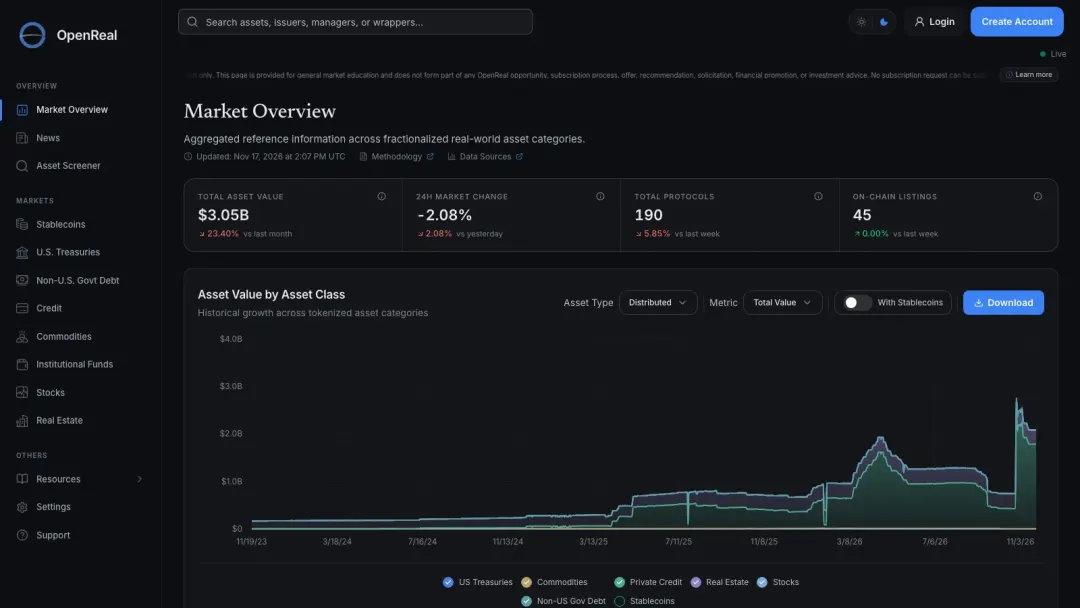 OpenReal
Search assets, issuers, managers, or wrappers...
Login
Create Account
Live
only. This page is provided for general market education and does not form part of any OpenReal opportunity, subscription process, offer, recommendation, solicitation, financial promotion, or investment advice. No subscription request can be
Learn more
OVERVIEW
Market Overview
News
Asset Screener
MARKETS
Stablecoins
U.S. Treasuries
Non-U.S. Govt Debt
Credit
Commodities
Institutional Funds
Stocks
Real Estate
OTHERS
Resources
Settings
Support
Market Overview
Aggregated reference information across fractionalized real-world asset categories.
Updated: Nov 17, 2026 at 2:07 PM UTC Methodology Data Sources
TOTAL ASSET VALUE
$3.05B
23.40% vs last month
24H MARKET CHANGE
-2.08%
2.08% vs yesterday
TOTAL PROTOCOLS
190
5.85% vs last week
ON-CHAIN LISTINGS
45
0.00% vs last week
Asset Value by Asset Class
Historical growth across tokenized asset categories
Asset Type Distributed Metric Total Value With Stablecoins Download
$4.0B
$3.0B
$2.0B
$1.0B
$0
11/19/23 3/18/24 7/16/24 11/13/24 3/13/25 7/11/25 11/8/25 3/8/26 7/6/26 11/3/26
US Treasuries Commodities Private Credit Real Estate Stocks
Non-US Gov Debt Stablecoins